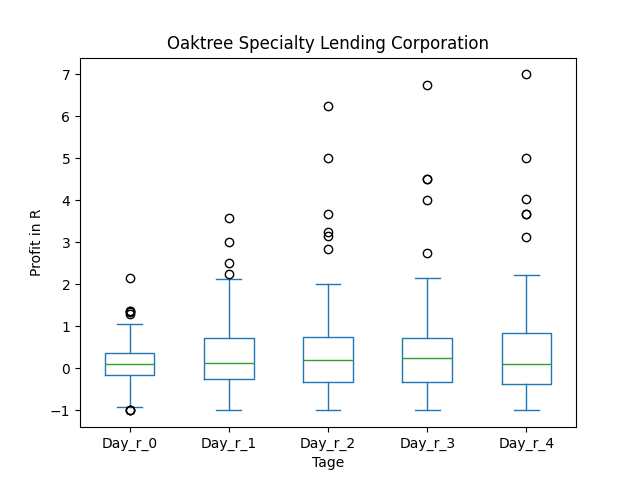 Oaktree Specialty Lending Corporation
Profit in R
7
6
5
4
3
2
1
0
−1
Day_r_0 Day_r_1 Day_r_2 Day_r_3 Day_r_4
Tage